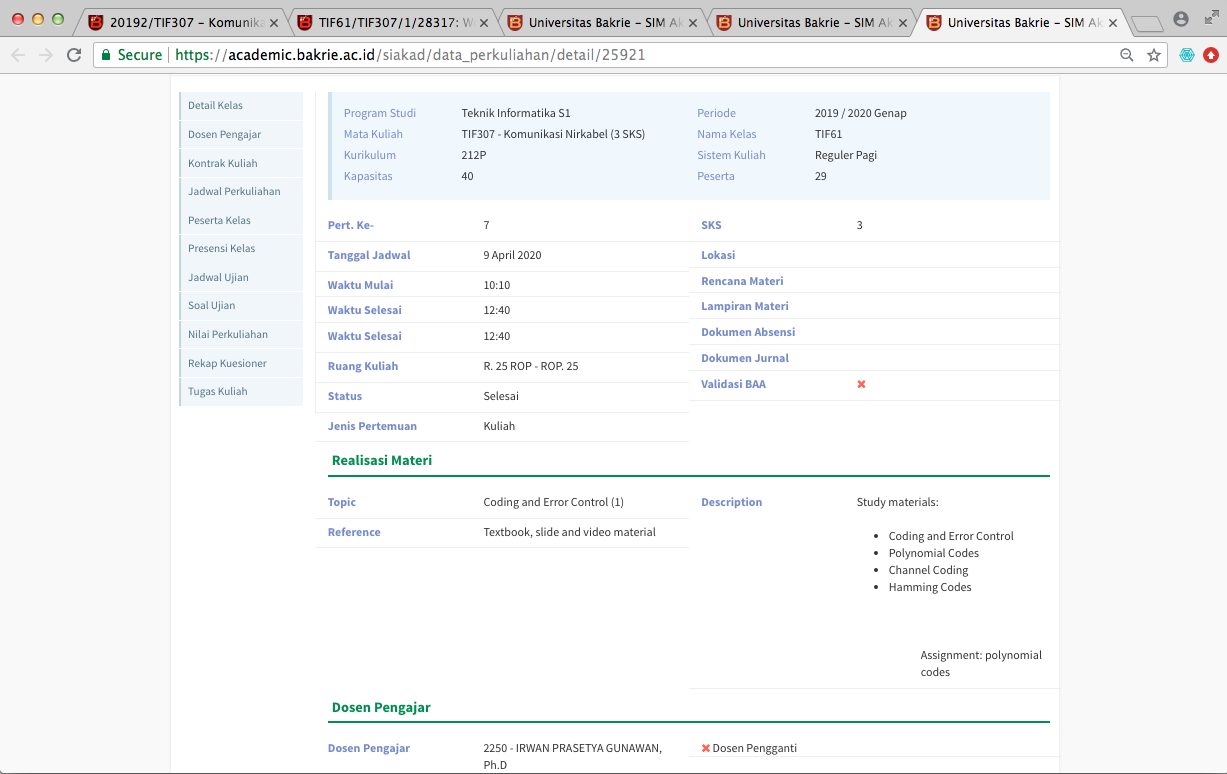 20192/TIF307 – Komunika
TIF61/TIF307/1/28317: W
Universitas Bakrie – SIM Ak
Universitas Bakrie – SIM Ak
Universitas Bakrie – SIM Ak
Secure
https://academic.bakrie.ac.id/siakad/data_perkuliahan/detail/25921
Detail Kelas
Dosen Pengajar
Kontrak Kuliah
Jadwal Perkuliahan
Peserta Kelas
Presensi Kelas
Jadwal Ujian
Soal Ujian
Nilai Perkuliahan
Rekap Kuesioner
Tugas Kuliah
Program Studi Teknik Informatika S1 Periode 2019 / 2020 Genap
Mata Kuliah TIF307 - Komunikasi Nirkabel (3 SKS) Nama Kelas TIF61
Kurikulum 212P Sistem Kuliah Reguler Pagi
Kapasitas 40 Peserta 29
Pert. Ke- 7
Tanggal Jadwal 9 April 2020
Waktu Mulai 10:10
Waktu Selesai 12:40
Waktu Selesai 12:40
Ruang Kuliah R. 25 ROP - ROP. 25
Status Selesai
Jenis Pertemuan Kuliah
SKS 3
Lokasi
Rencana Materi
Lampiran Materi
Dokumen Absensi
Dokumen Jurnal
Validasi BAA
Realisasi Materi
Topic Coding and Error Control (1)
Reference Textbook, slide and video material
Description Study materials:
• Coding and Error Control
• Polynomial Codes
• Channel Coding
• Hamming Codes
Assignment: polynomial
codes
Dosen Pengajar
Dosen Pengajar 2250 - IRWAN PRASETYA GUNAWAN,
Ph.D
Dosen Pengganti